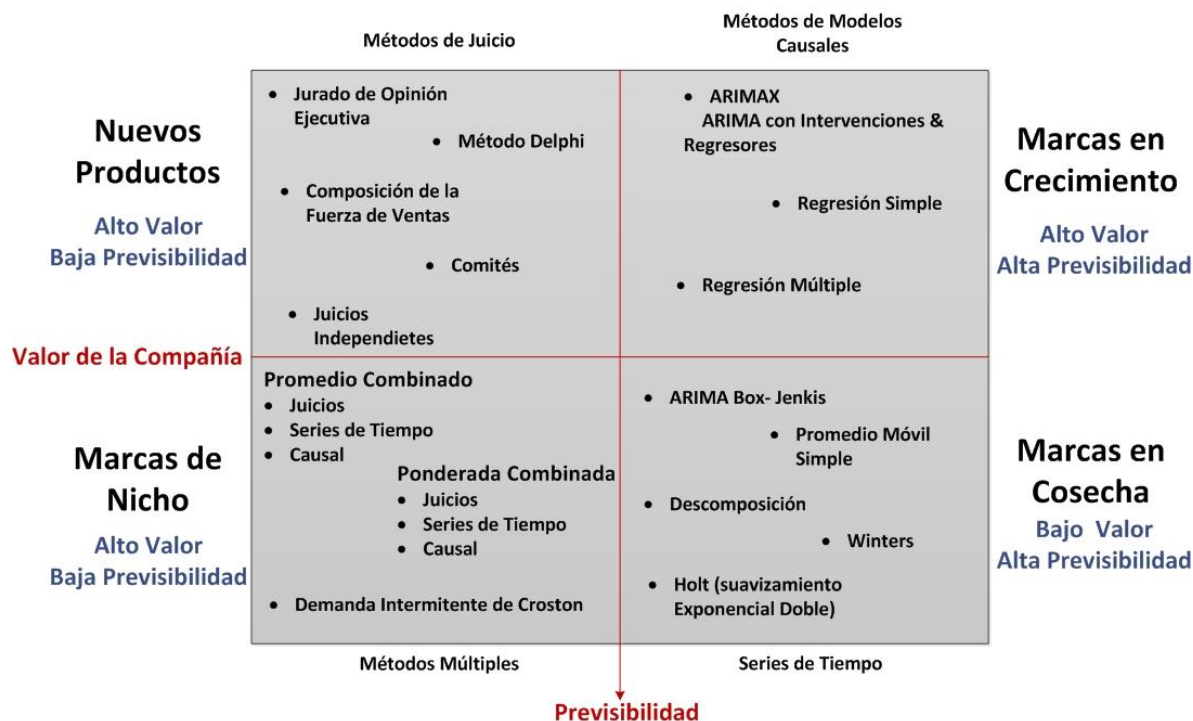 Métodos de Juicio
Métodos de Modelos
Causales
Nuevos
Productos
Alto Valor
Baja Previsibilidad
• Jurado de Opinión
Ejecutiva
• Método Delphi
• Composición de la
Fuerza de Ventas
• Comités
• Juicios
Independietes
• ARIMAX
ARIMA con Intervenciones &
Regresores
• Regresión Simple
• Regresión Múltiple
Marcas en
Crecimiento
Alto Valor
Alta Previsibilidad
Valor de la Compañía
Marcas de
Nicho
Alto Valor
Baja Previsibilidad
Promedio Combinado
• Juicios
• Series de Tiempo
• Causal
Ponderada Combinada
• Juicios
• Series de Tiempo
• Causal
• Demanda Intermitente de Croston
• ARIMA Box- Jenkis
• Promedio Móvil
Simple
• Descomposición
• Winters
• Holt (suavizamiento
Exponencial Doble)
Marcas en
Cosecha
Bajo Valor
Alta Previsibilidad
Métodos Múltiples
Series de Tiempo
Previsibilidad